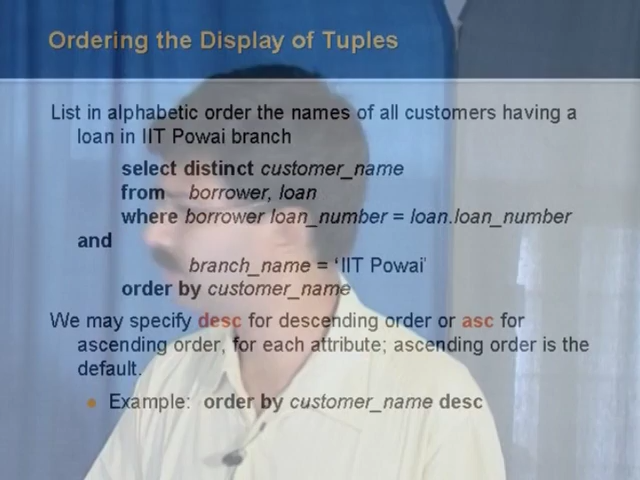 Ordering the Display of Tuples
List in alphabetic order the names of all customers having a
loan in IIT Powai branch
select distinct customer_name
from borrower, loan
where borrower loan_number = loan.loan_number
and
branch_name = 'IIT Powai'
order by customer_name
We may specify desc for descending order or asc for
ascending order, for each attribute; ascending order is the
default.
Example: order by customer_name desc